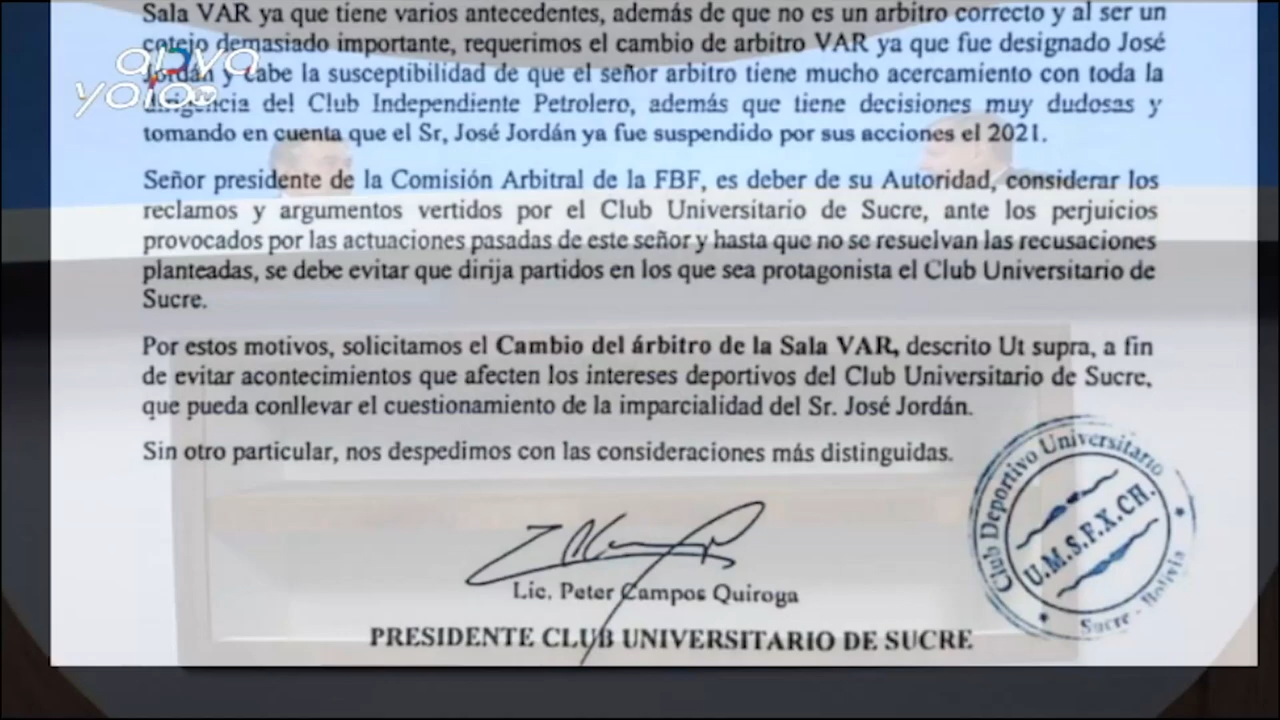 Sala VAR ya que tiene varios antecedentes, además de que no es un arbitro correcto y al ser un
cotejo demasiado importante, requerimos el cambio de arbitro VAR ya que fue designado José
Jordán y cabe la susceptibilidad de que el señor arbitro tiene mucho acercamiento con toda la
dirigencia del Club Independiente Petrolero, además que tiene decisiones muy dudosas y
tomando en cuenta que el Sr, José Jordán ya fue suspendido por sus acciones el 2021.
Señor presidente de la Comisión Arbitral de la FBF, es deber de su Autoridad, considerar los
reclamos y argumentos vertidos por el Club Universitario de Sucre, ante los perjuicios
provocados por las actuaciones pasadas de este señor y hasta que no se resuelvan las recusaciones
planteadas, se debe evitar que dirija partidos en los que sea protagonista el Club Universitario de
Sucre.
Por estos motivos, solicitamos el Cambio del árbitro de la Sala VAR, descrito Ut supra, a fin
de evitar acontecimientos que afecten los intereses deportivos del Club Universitario de Sucre,
que pueda conllevar el cuestionamiento de la imparcialidad del Sr. José Jordán.
Sin otro particular, nos despedimos con las consideraciones más distinguidas.
Club Deportivo Universitario
U.M.S.F.X.CH.
Sucre - Bolivia
Lic. Peter Campos Quiroga
PRESIDENTE CLUB UNIVERSITARIO DE SUCRE